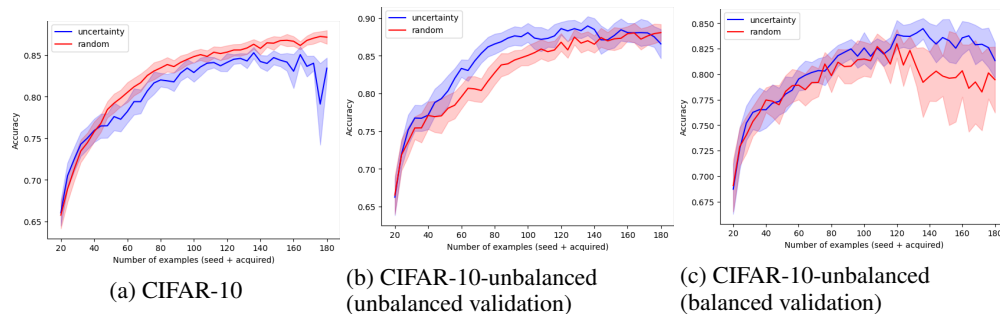 uncertainty
random
0.85
0.80
0.75
0.70
0.65
Accuracy
20 40 60 80 100 120 140 160 180
Number of examples (seed + acquired)
(a) CIFAR-10
uncertainty
random
0.90
0.85
0.80
0.75
0.70
0.65
Accuracy
20 40 60 80 100 120 140 160 180
Number of examples (seed + acquired)
(b) CIFAR-10-unbalanced
(unbalanced validation)
uncertainty
random
0.850
0.825
0.800
0.775
0.750
0.725
0.700
0.675
Accuracy
20 40 60 80 100 120 140 160 180
Number of examples (seed + acquired)
(c) CIFAR-10-unbalanced
(balanced validation)